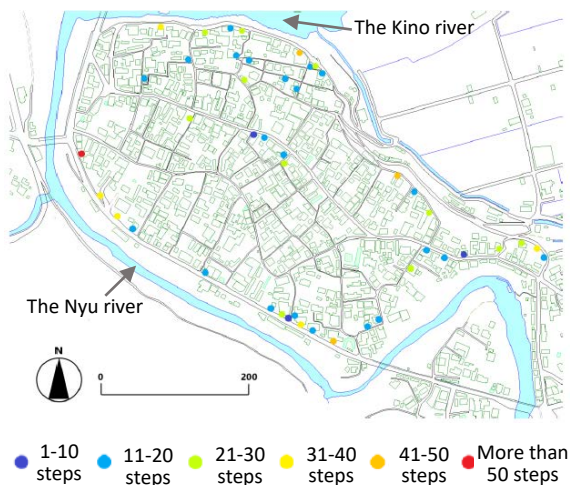 The Kino river
The Nyu river
N
0
200
1-10
steps
11-20
steps
21-30
steps
31-40
steps
41-50
steps
More than
50 steps